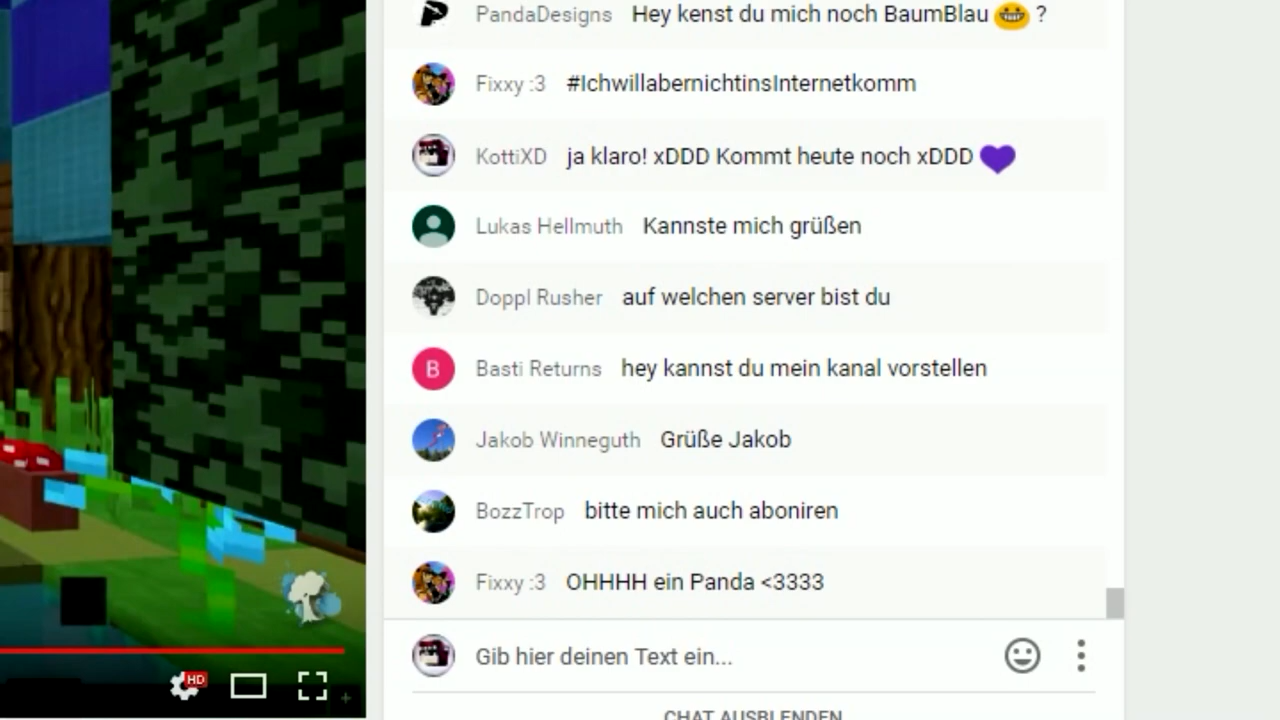 PandaDesigns Hey kenst du mich noch BaumBlau 😁 ?
Fixxy :3 #IchwillabernichtinsInternetkomm
KottiXD ja klaro! xDDD Kommt heute noch xDDD 💜
Lukas Hellmuth Kannste mich grüßen
Doppl Rusher auf welchen server bist du
B Basti Returns hey kannst du mein kanal vorstellen
Jakob Winneguth Grüße Jakob
BozzTrop bitte mich auch aboniren
Fixxy :3 OHHHH ein Panda <3333
Gib hier deinen Text ein...
HD
CHAT AUSBLENDEN